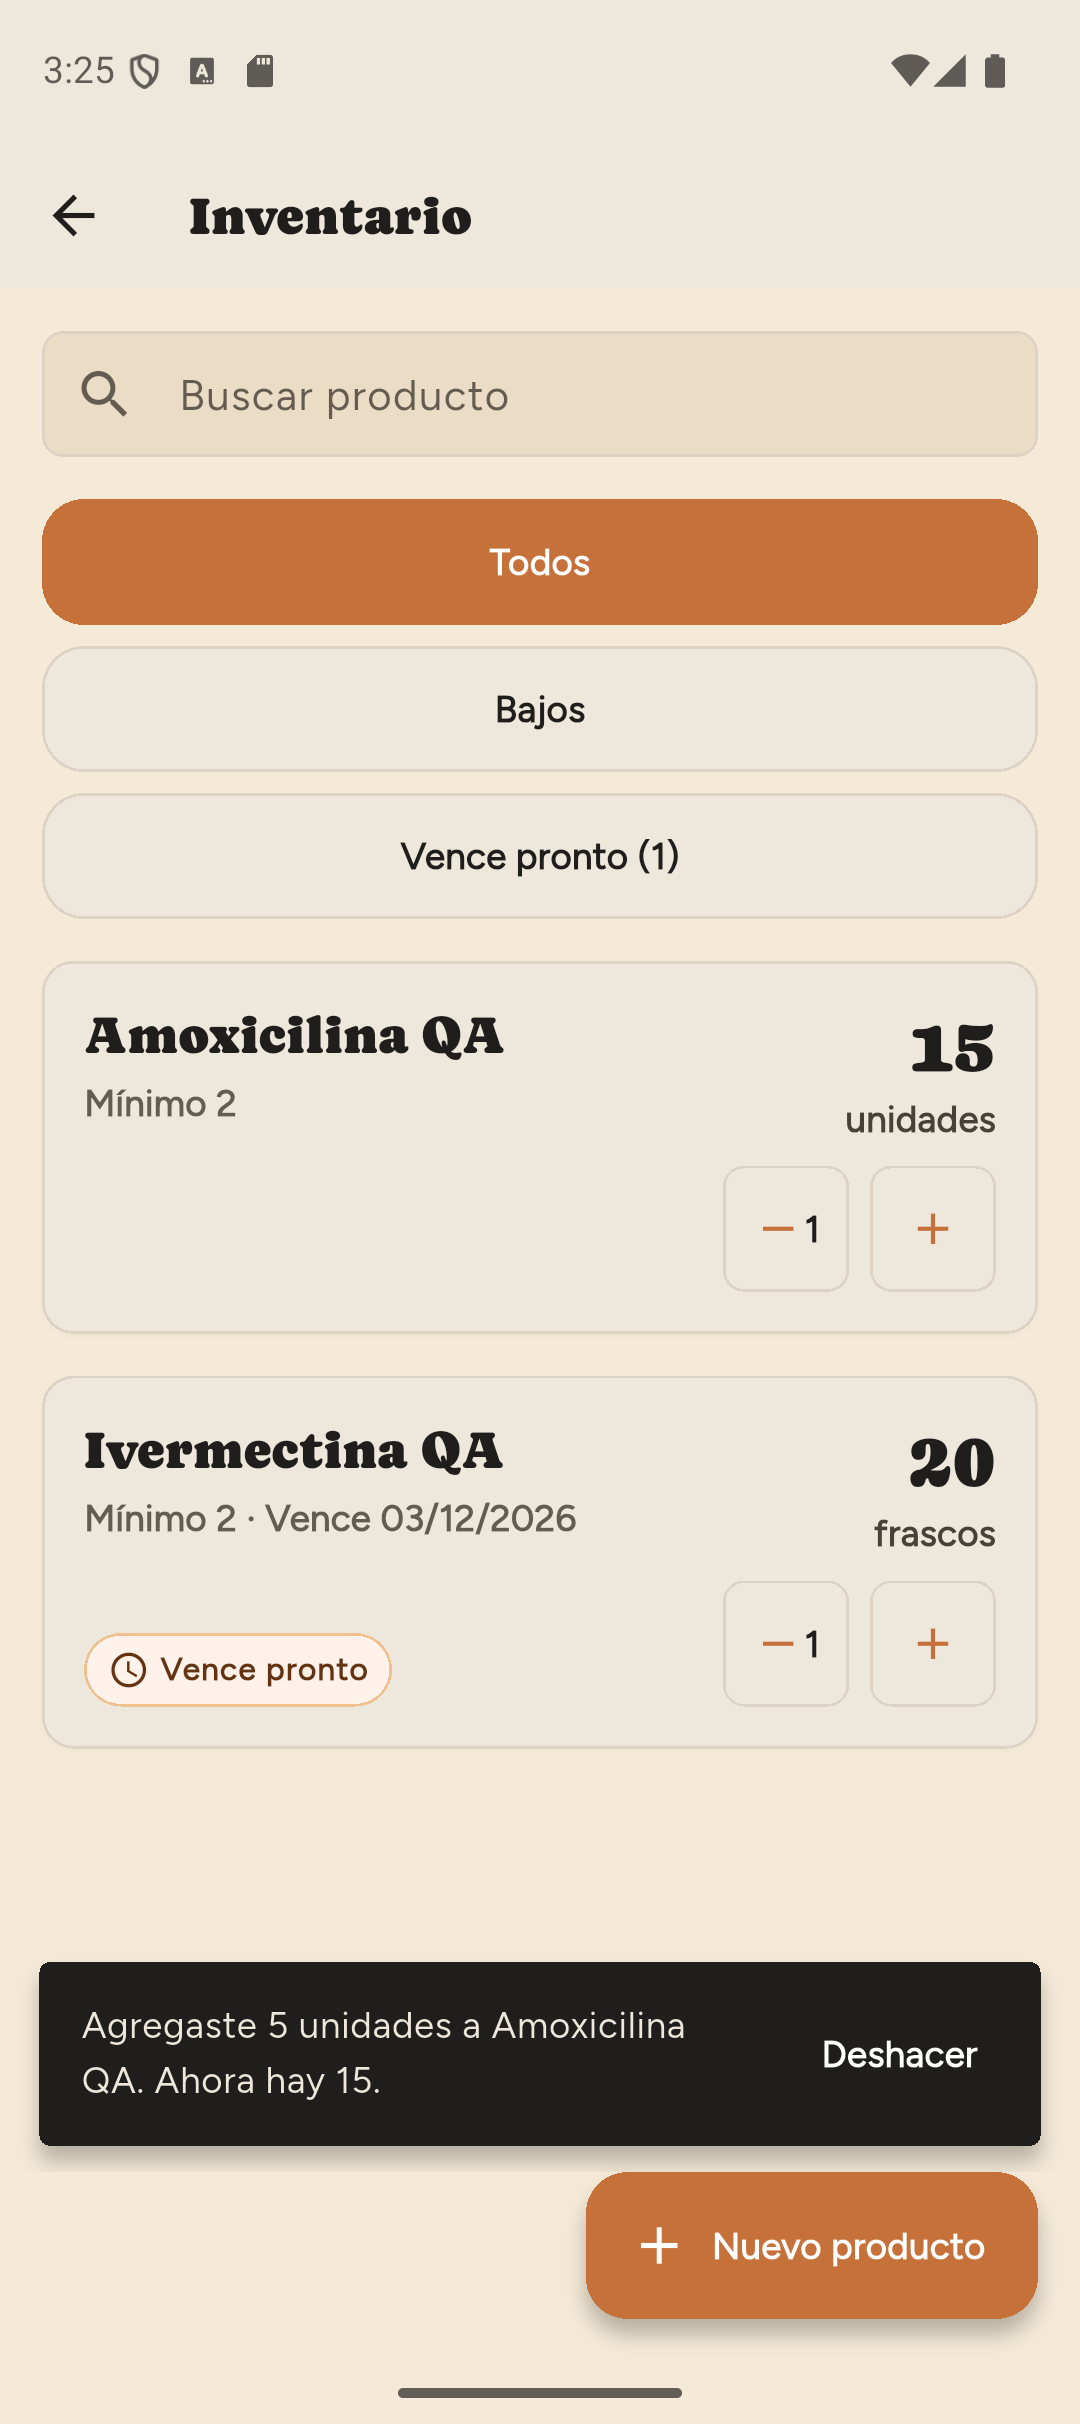 3:25
Inventario
Buscar producto
Todos
Bajos
Vence pronto (1)
Amoxicilina QA
15
Mínimo 2
unidades
− 1
+
Ivermectina QA
20
Mínimo 2 · Vence 03/12/2026
frascos
− 1
+
Vence pronto
Agregaste 5 unidades a Amoxicilina
QA. Ahora hay 15.
Deshacer
+ Nuevo producto